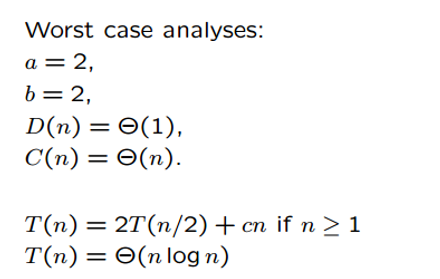 Worst case analyses:
a = 2,
b = 2,
D(n) = Θ(1),
C(n) = Θ(n).
T(n) = 2T(n/2) + cn if n ≥ 1
T(n) = Θ(n log n)